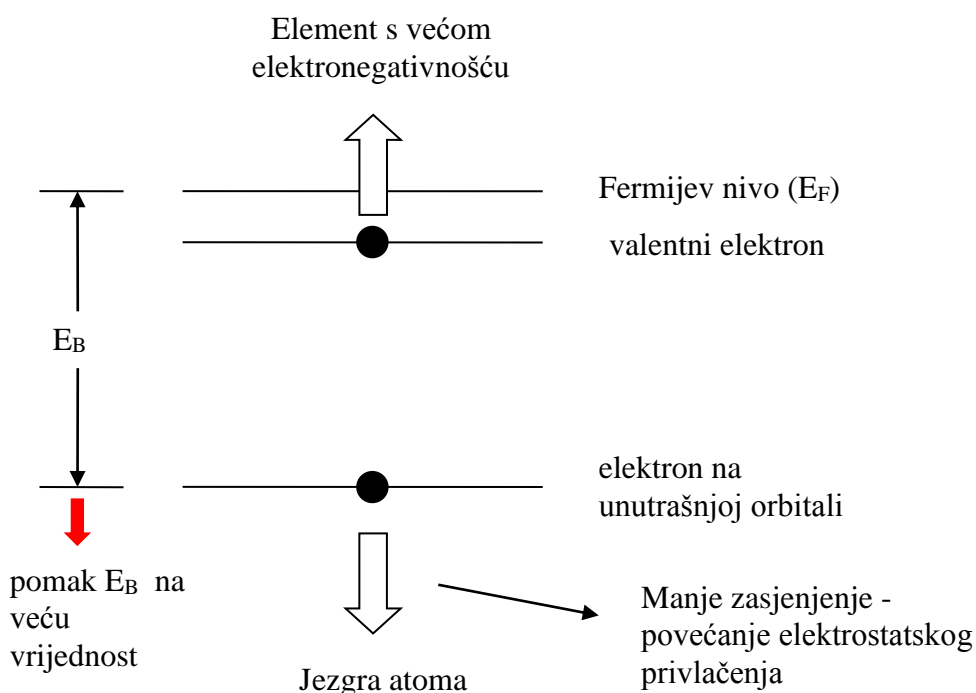 Element s većom
elektronegativnošću
Fermijev nivo (EF)
valentni elektron
EB
elektron na
unutrašnjoj orbitali
pomak EB na
veću
vrijednost
Manje zasjenjenje -
povećanje elektrostatskog
privlačenja
Jezgra atoma